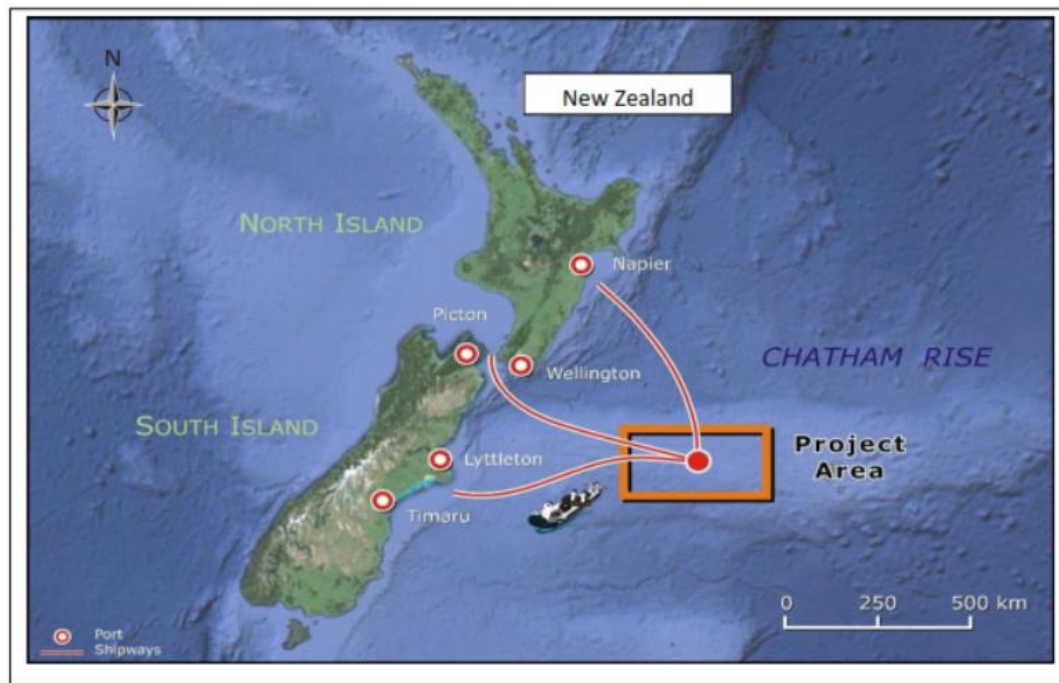 N
New Zealand
NORTH ISLAND
Napier
Picton
CHATHAM RISE
Wellington
SOUTH ISLAND
Project
Area
Lyttleton
Timaru
0 250 500 km
Port
Shipways